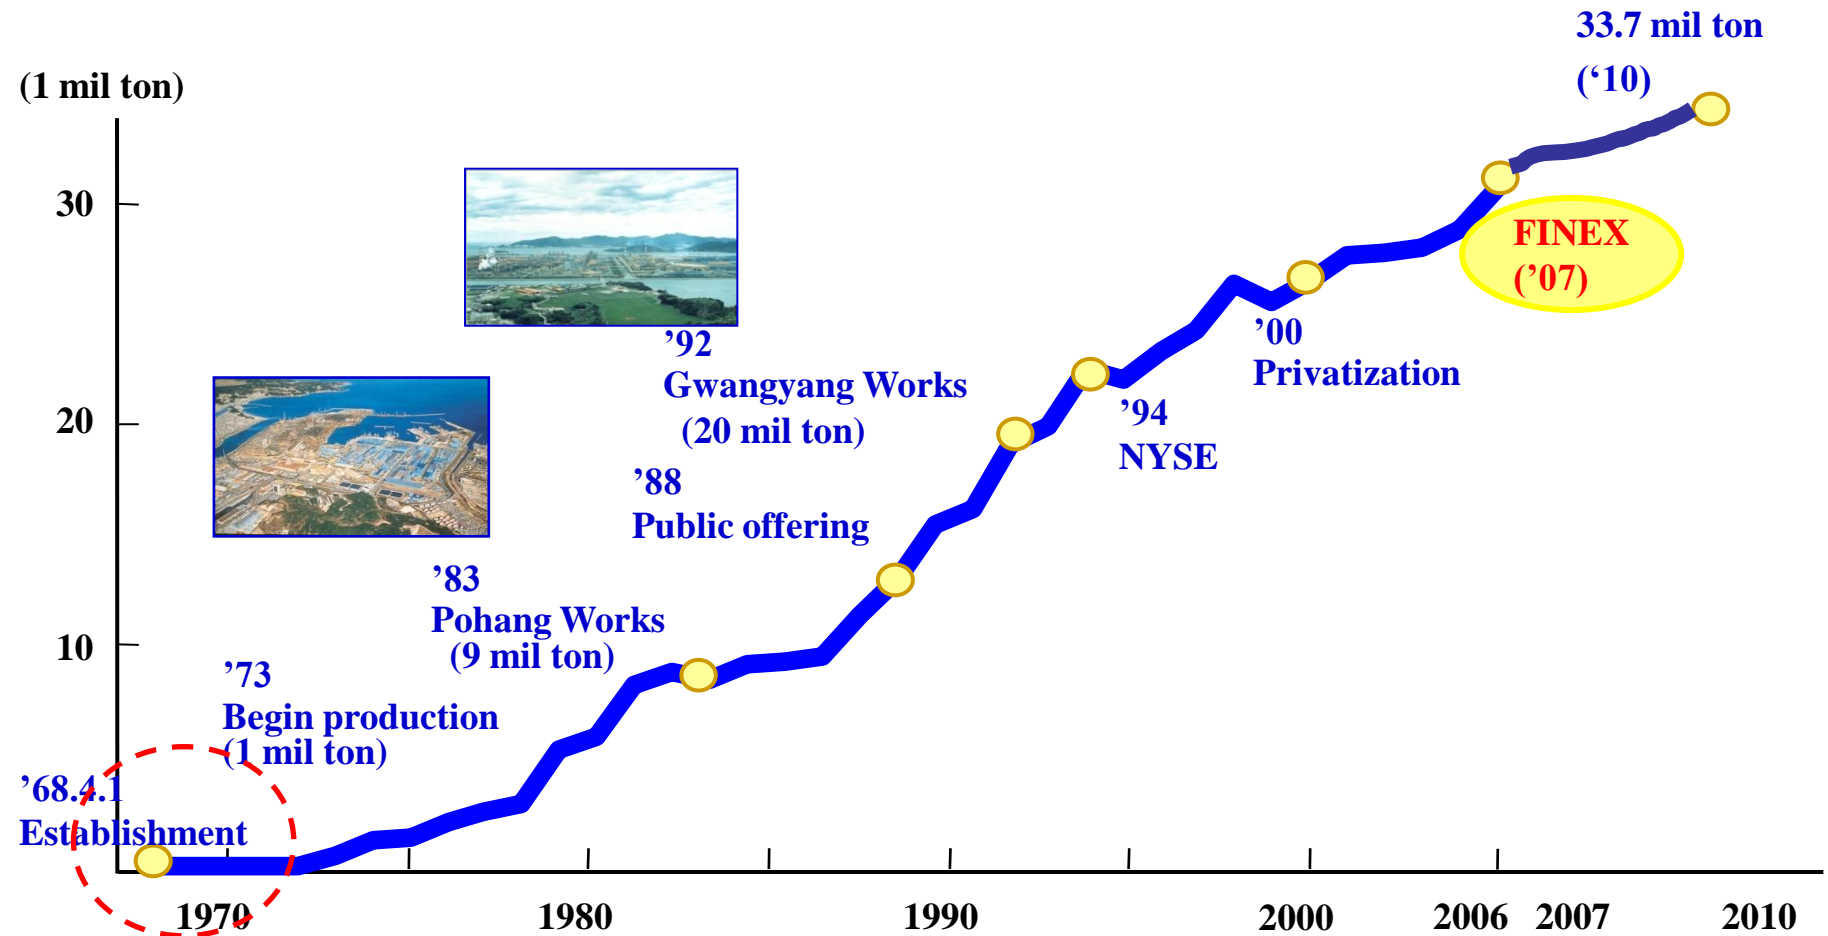 33.7 mil ton
(‘10)
(1 mil ton)
30
20
10
FINEX
(’07)
’00
Privatization
’92
Gwangyang Works
(20 mil ton)
’94
NYSE
’88
Public offering
’83
Pohang Works
(9 mil ton)
’73
Begin production
(1 mil ton)
’68.4.1
Establishment
1970
1980
1990
2000
2006
2007
2010